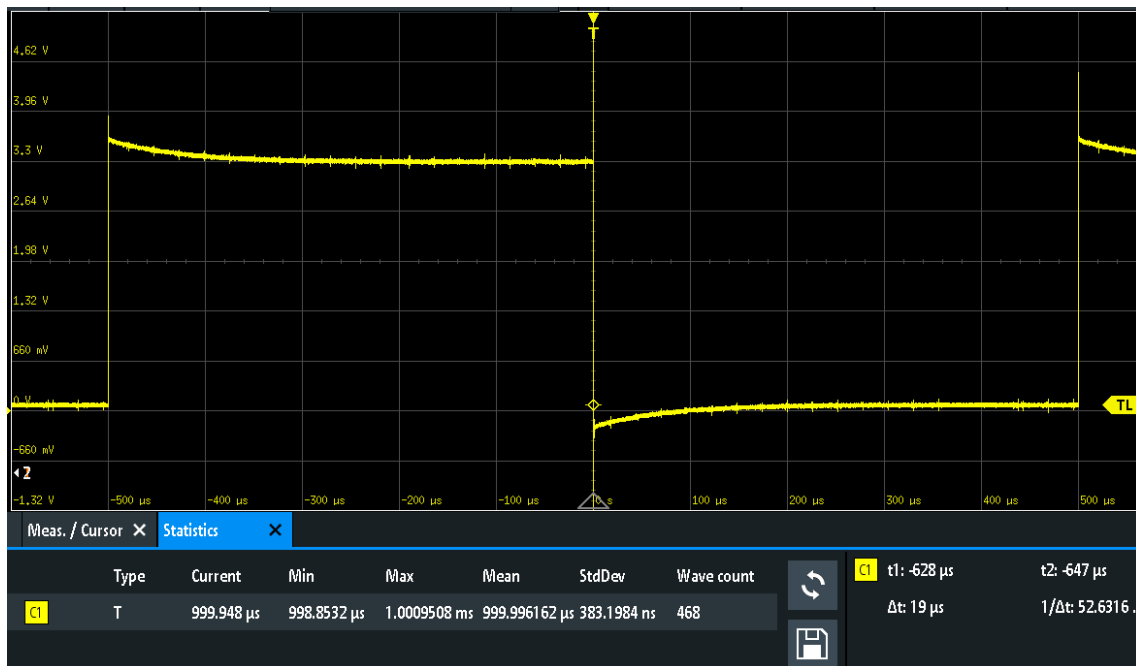 T
4.62 V
3.96 V
3.3 V
2.64 V
1.98 V
1.32 V
660 mV
0 V
TL
-660 mV
2
-1.32 V -500 µs -400 µs -300 µs -200 µs -100 µs 0 s 100 µs 200 µs 300 µs 400 µs 500 µs
Meas. / Cursor Statistics
Type Current Min Max Mean StdDev Wave count
C1 T 999.948 µs 998.8532 µs 1.0009508 ms 999.996162 µs 383.1984 ns 468
C1 t1: -628 µs t2: -647 µs
Δt: 19 µs 1/Δt: 52.6316 .